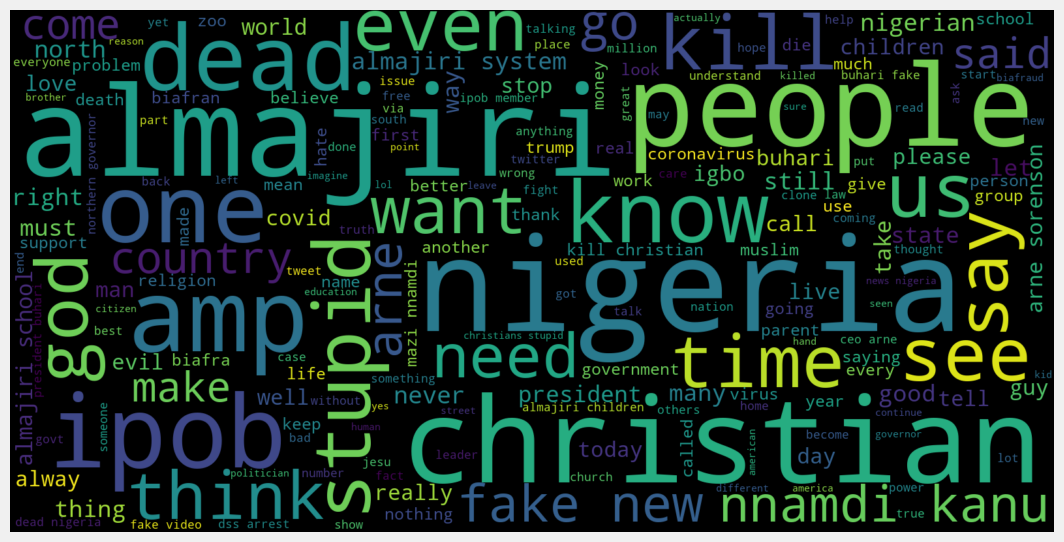 come
yet
zoo
world
even
talking
go
actually
help
kill
nigerian
school
everyone
reason
north
problem
dead
almajiri system
place
million
hope
die
children
said
love
death
biafran
believe
issue
way
stop
money
look
understand
killed
much
buhari fake
start
biafraud
brother
part
free
via
ipob member
great
may
sure
read
ask
new
almajiri
people
northern governor
south
first
anything
real
trump
coronavirus
buhari
put
please
let
hate
done
point
twitter
imagine
wrong
work
care
igbo
still
give
right
back
left
mean
lol
better
leave
fight
clone law
use
person
group
one
made
covid
want
thank
know
call
coming
us
must
support
truth
another
kill christian
muslim
take
state
thought
say
arne sorenson
end
country
tweet
used
nigeria
god
religion
name
stupid
arne
mazi nnamdi
got
talk
nation
going
live
seen
news nigeria
almajiri school
man
president buhari
citizen
education
best
amp
christians stupid
parent
hand
ceo arne
evil
biafra
case
need
government
time
saying
every
see
make
life
something
kid
someone
well
without
yes
never
president
many
virus
year
good
tell
guy
ipob
street
almajiri children
others
home
continue
keep
human
christian
govt
bad
jesu
leader
called
today
american
become
day
governor
lot
alway
think
politician
number
fact
church
different
america
power
thing
really
nothing
fake new
nnamdi kanu
true
dead nigeria
fake video
dss arrest
show